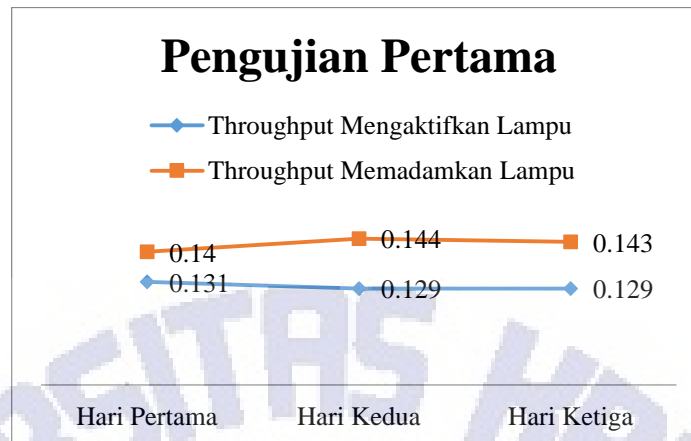 Pengujian Pertama
Throughput Mengaktifkan Lampu
Throughput Memadamkan Lampu
0.14 0.144 0.143
0.131 0.129 0.129
Hari Pertama Hari Kedua Hari Ketiga